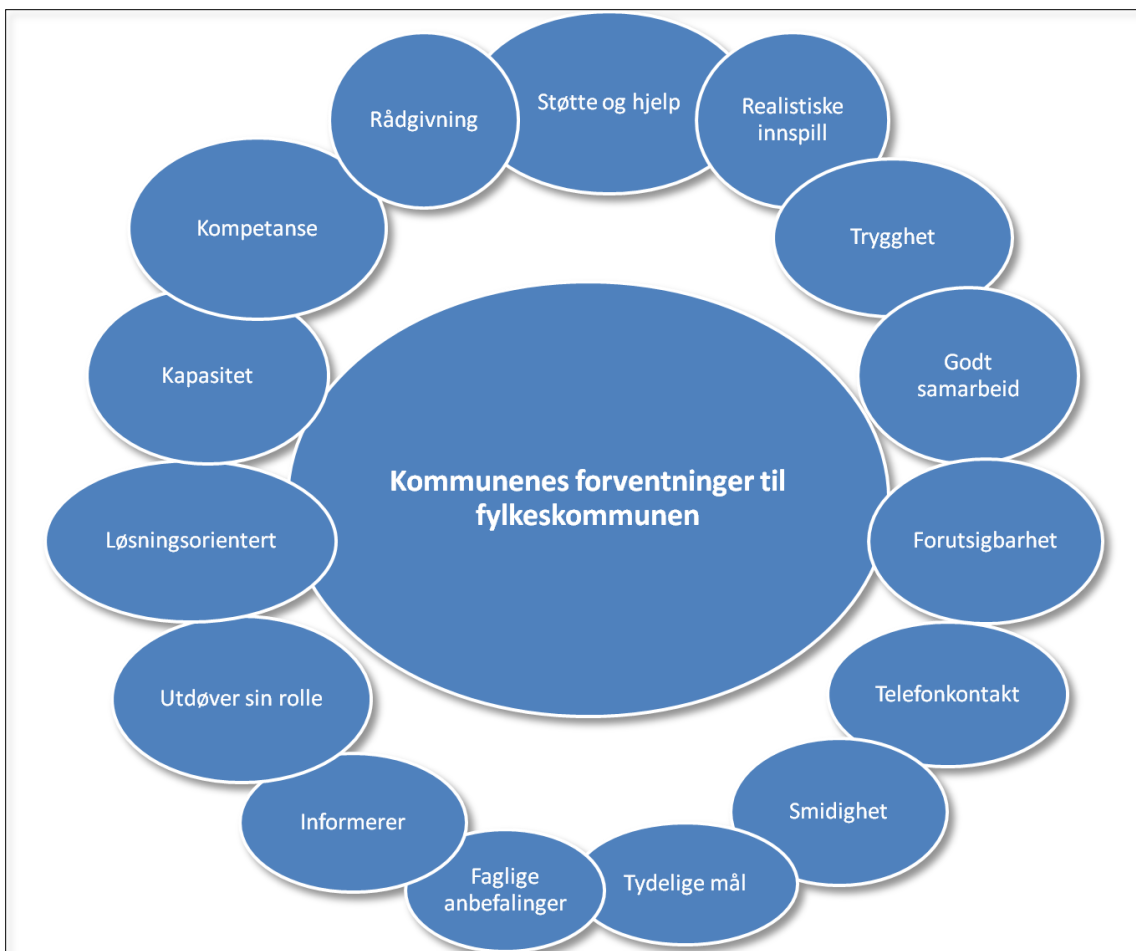 Støtte og hjelp
Realistiske
innspill
Trygghet
Godt
samarbeid
Forutsigbarhet
Telefonkontakt
Smidighet
Tydelige mål
Faglige
anbefalinger
Informerer
Utdøver sin rolle
Løsningsorientert
Kapasitet
Kompetanse
Rådgivning
Kommunenes forventninger til
fylkeskommunen